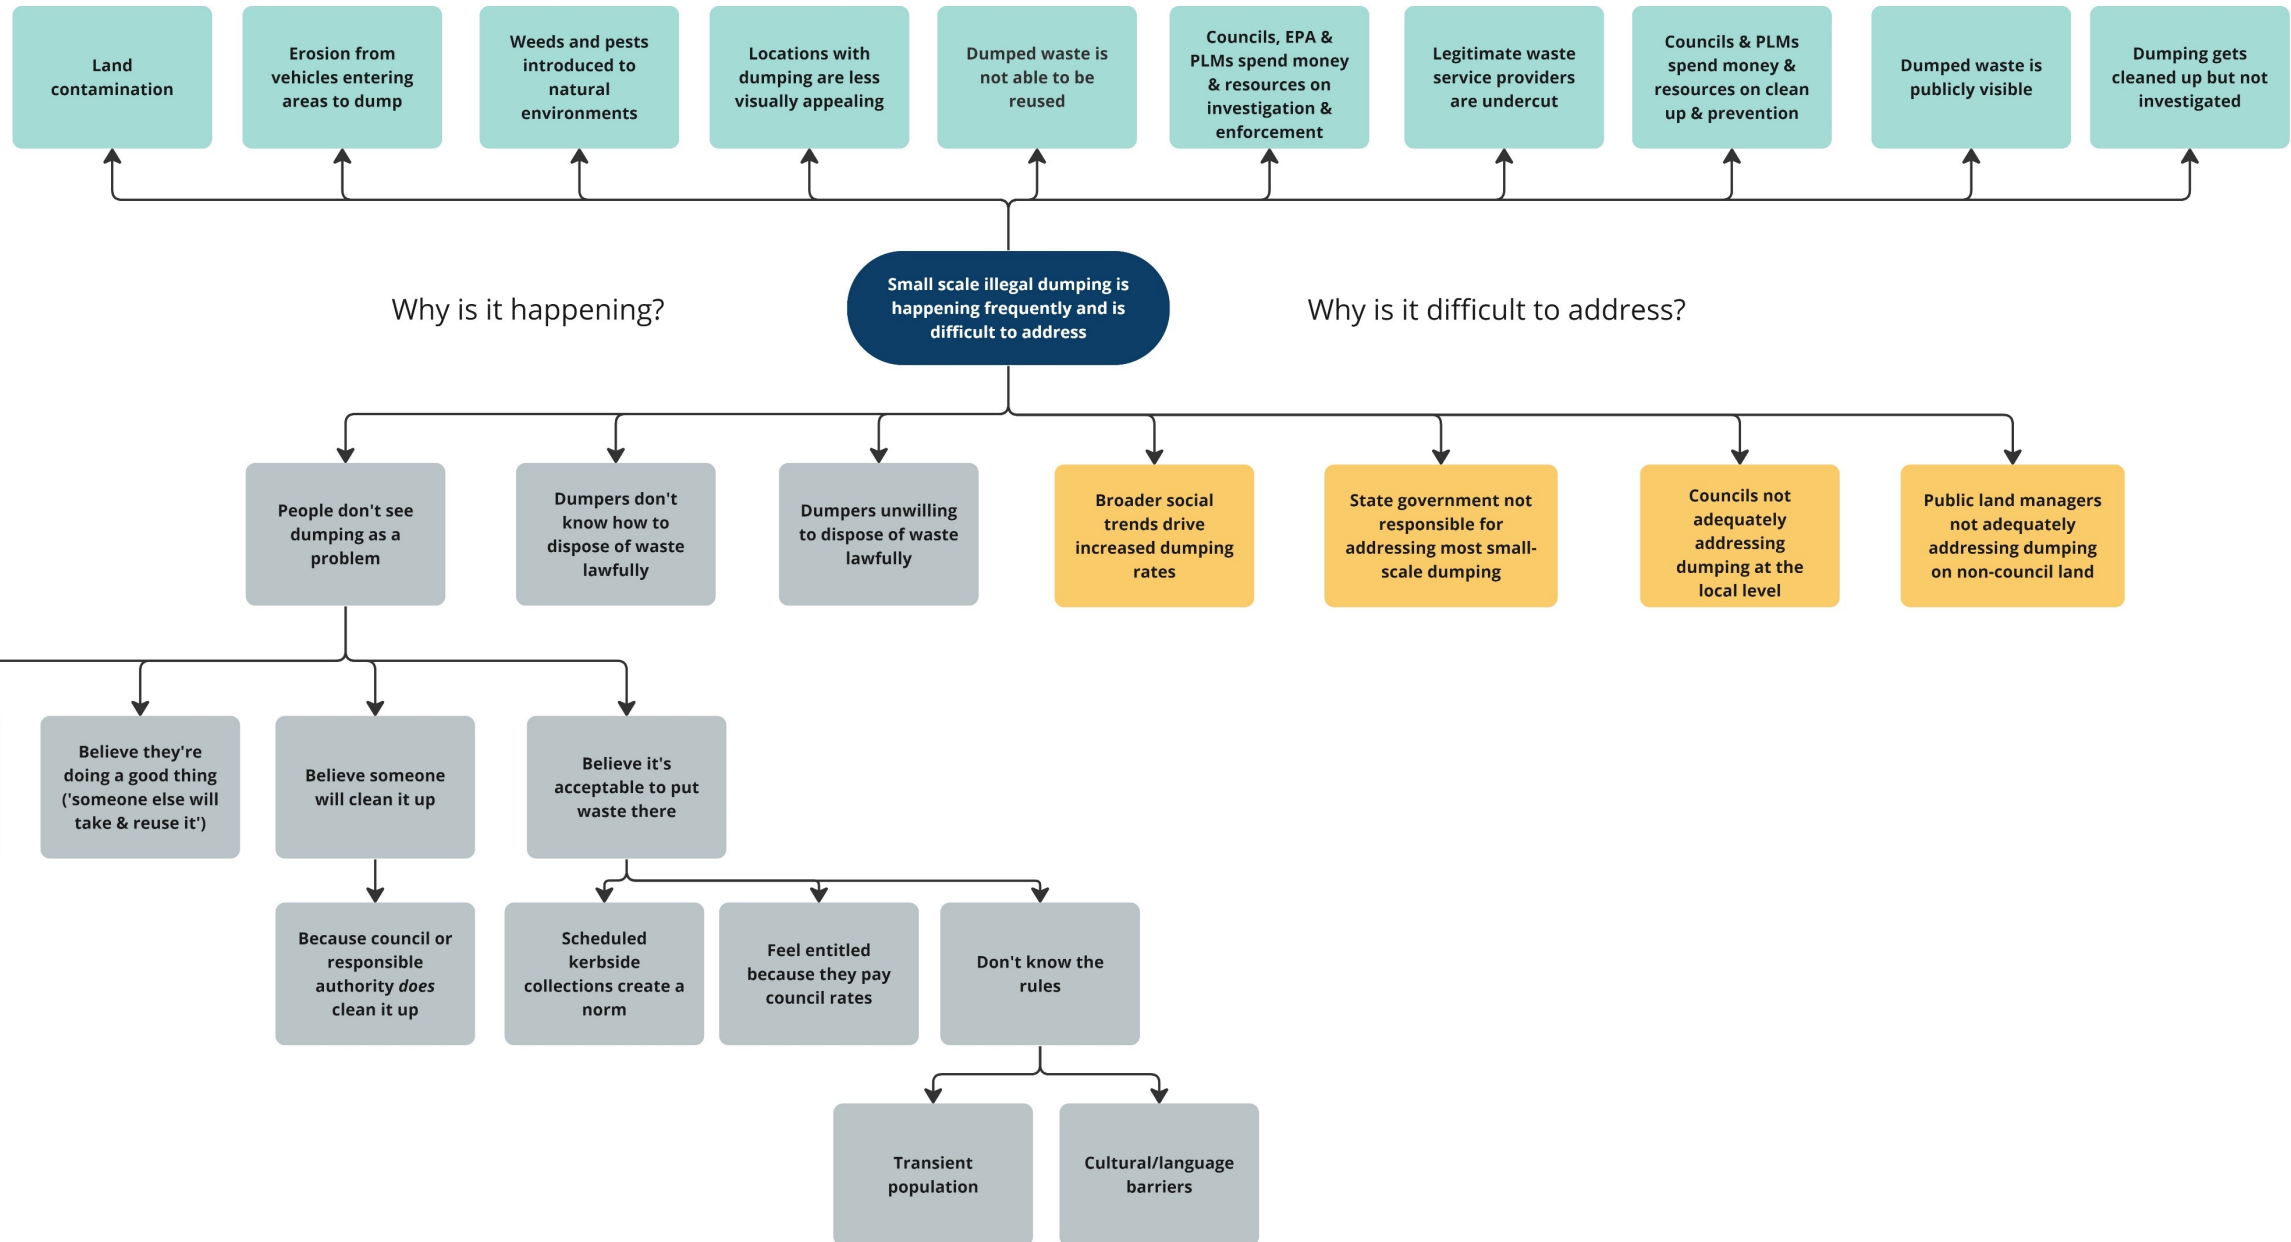 Land
contamination
Erosion from
vehicles entering
areas to dump
Weeds and pests
introduced to
natural
environments
Locations with
dumping are less
visually appealing
Dumped waste is
not able to be
reused
Councils, EPA &
PLMs spend money
& resources on
investigation &
enforcement
Legitimate waste
service providers
are undercut
Councils & PLMs
spend money &
resources on clean
up & prevention
Dumped waste is
publicly visible
Dumping gets
cleaned up but not
investigated
Why is it happening?
Small scale illegal dumping is
happening frequently and is
difficult to address
Why is it difficult to address?
People don't see
dumping as a
problem
Dumpers don't
know how to
dispose of waste
lawfully
Dumpers unwilling
to dispose of waste
lawfully
Broader social
trends drive
increased dumping
rates
State government not
responsible for
addressing most small-
scale dumping
Councils not
adequately
addressing
dumping at the
local level
Public land managers
not adequately
addressing dumping
on non-council land
Believe they're
doing a good thing
('someone else will
take & reuse it')
Believe someone
will clean it up
Believe it's
acceptable to put
waste there
Because council or
responsible
authority does
clean it up
Scheduled
kerbside
collections create a
norm
Feel entitled
because they pay
council rates
Don't know the
rules
Transient
population
Cultural/language
barriers